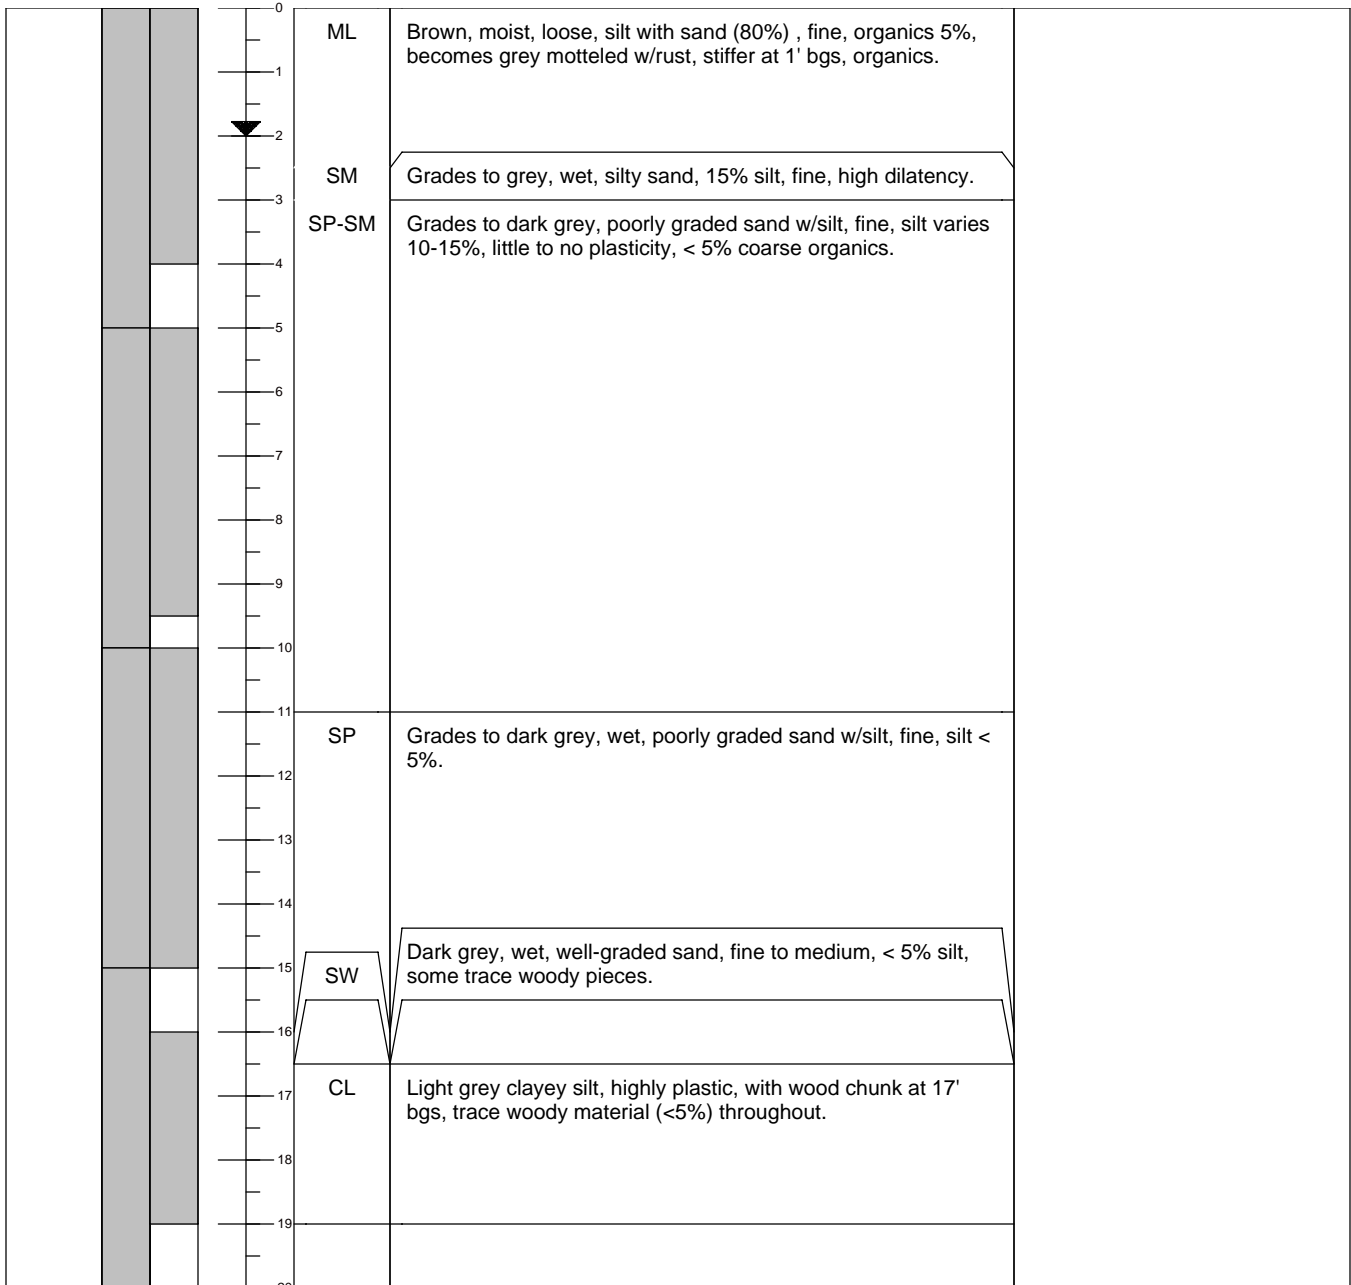 0
ML Brown, moist, loose, silt with sand (80%) , fine, organics 5%,
becomes grey motteled w/rust, stiffer at 1' bgs, organics.
1
2
SM Grades to grey, wet, silty sand, 15% silt, fine, high dilatency.
3
SP-SM Grades to dark grey, poorly graded sand w/silt, fine, silt varies
10-15%, little to no plasticity, < 5% coarse organics.
4
5
6
7
8
9
10
11
SP Grades to dark grey, wet, poorly graded sand w/silt, fine, silt <
5%.
12
13
14
Dark grey, wet, well-graded sand, fine to medium, < 5% silt,
15
SW some trace woody pieces.
16
CL Light grey clayey silt, highly plastic, with wood chunk at 17'
17
bgs, trace woody material (<5%) throughout.
18
19
20